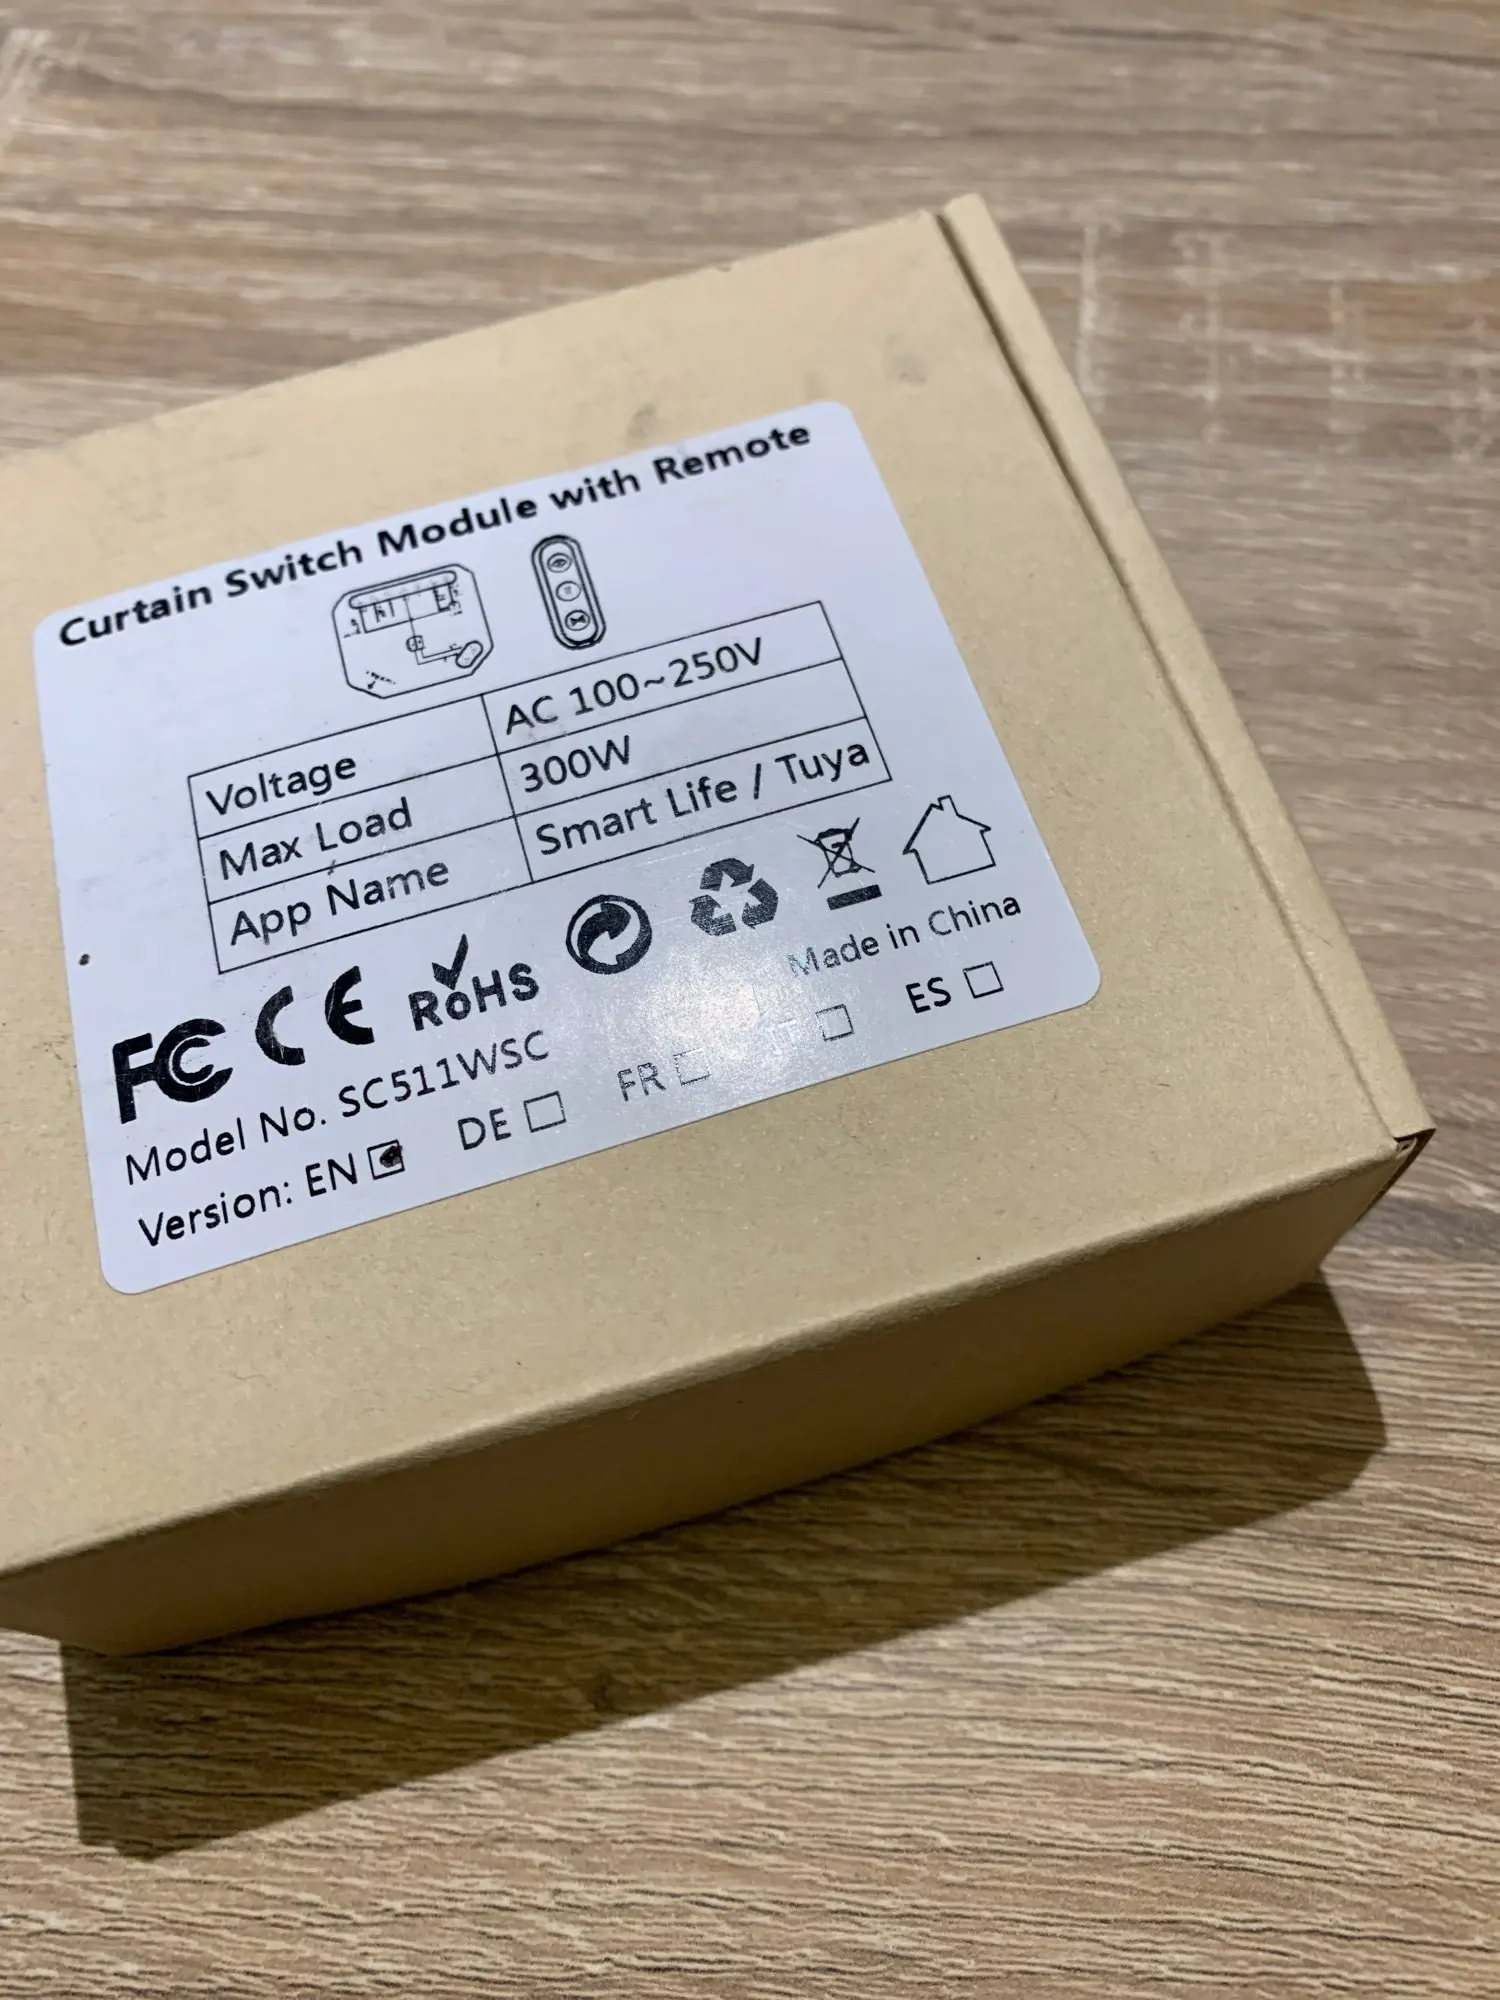 Curtain Switch Module with Remote
Voltage AC 100~250V
Max Load 300W
App Name Smart Life / Tuya
FC CE RoHS
Made in China
Model No. SC511WSC
Version: EN DE FR IT ES